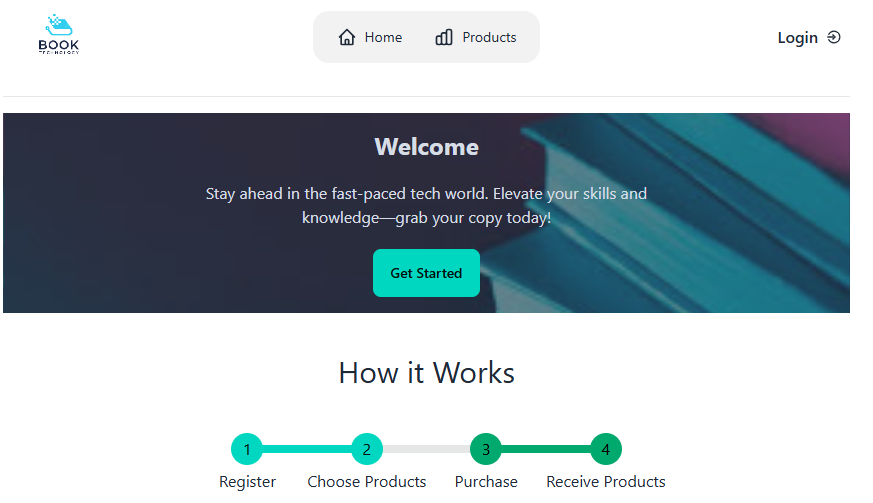 BOOK
TECHNOLOGY
Home
Products
Login
Welcome
Stay ahead in the fast-paced tech world. Elevate your skills and
knowledge—grab your copy today!
Get Started
How it Works
1
2
3
4
Register
Choose Products
Purchase
Receive Products